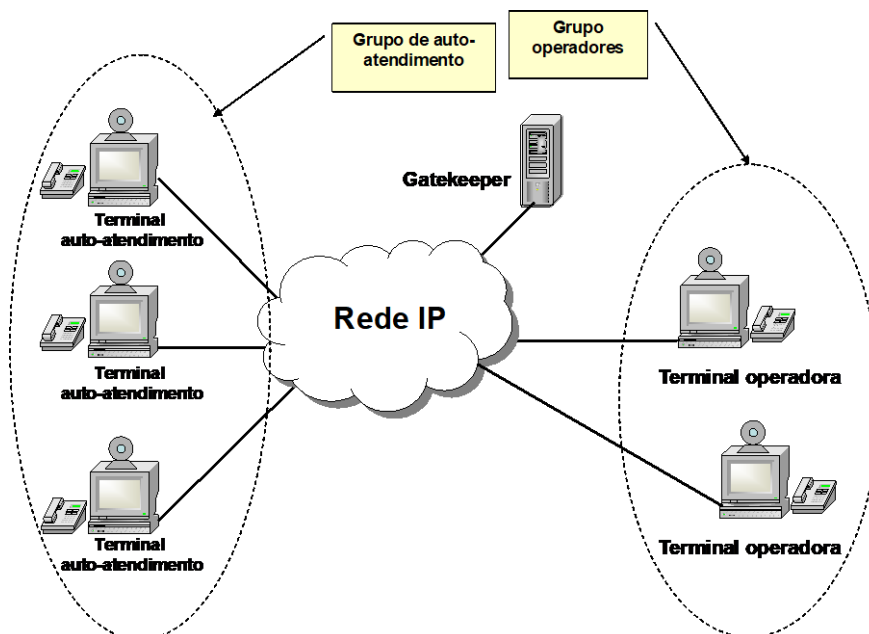 Grupo de auto-
atendimento
Grupo
operadores
Gatekeeper
Terminal
auto-atendimento
Terminal
auto-atendimento
Terminal
auto-atendimento
Rede IP
Terminal operadora
Terminal operadora